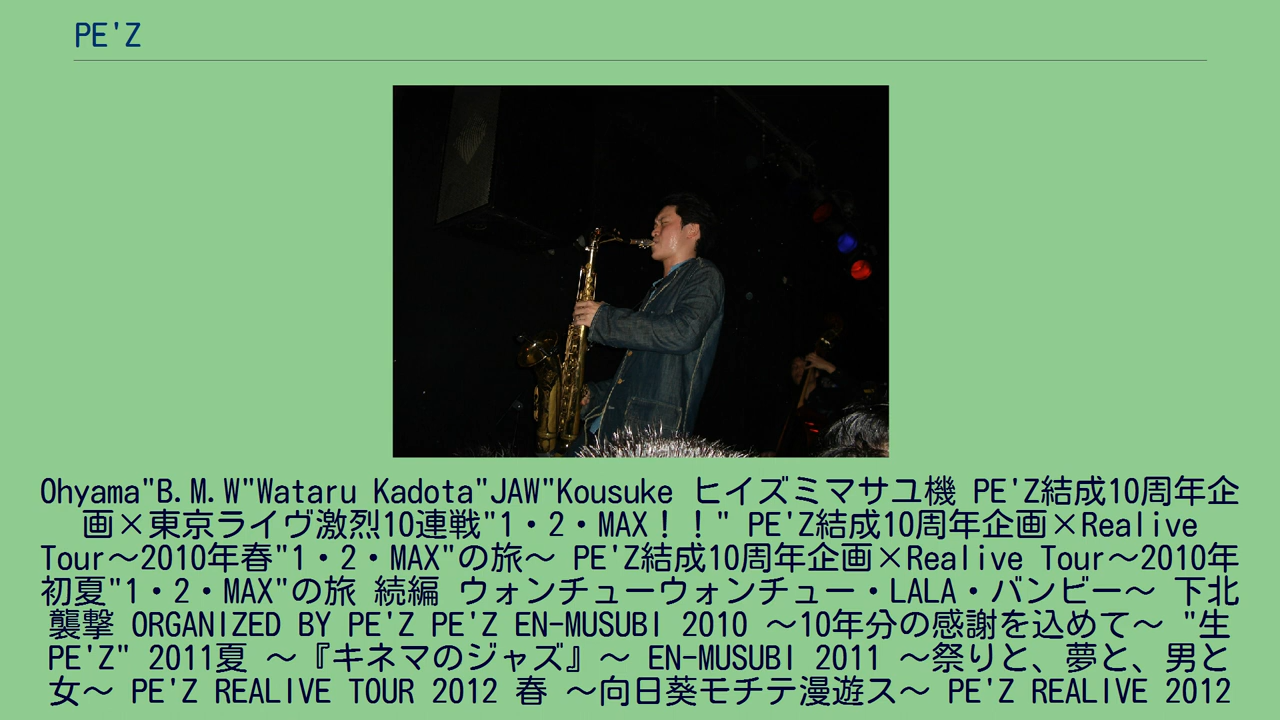 PE'Z
Ohyama"B.M.W"Wataru Kadota"JAW"Kousuke ヒイズミマサユ機 PE'Z結成10周年企
画×東京ライヴ激烈10連戦"1・2・MAX！！" PE'Z結成10周年企画×Realive
Tour～2010年春"1・2・MAX"の旅～ PE'Z結成10周年企画×Realive Tour～2010年
初夏"1・2・MAX"の旅 続編 ウォンチューウォンチュー・LALA・バンビー～ 下北
襲撃 ORGANIZED BY PE'Z PE'Z EN-MUSUBI 2010 ～10年分の感謝を込めて～ "生
PE'Z" 2011夏 ～『キネマのジャズ』～ EN-MUSUBI 2011 ～祭りと、夢と、男と
女～ PE'Z REALIVE TOUR 2012 春 ～向日葵モチテ漫遊ス～ PE'Z REALIVE 2012